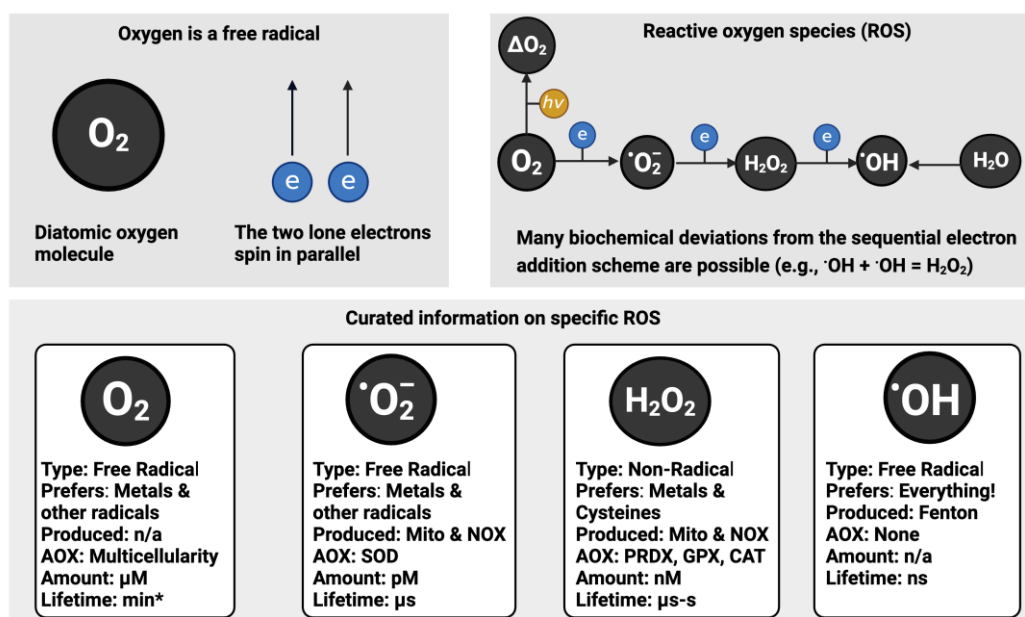 Oxygen is a free radical
O₂
e e
Diatomic oxygen
molecule
The two lone electrons
spin in parallel
Reactive oxygen species (ROS)
ΔO₂
hv
e e e
O₂ ˙O₂⁻ H₂O₂ ˙OH H₂O
Many biochemical deviations from the sequential electron
addition scheme are possible (e.g., ˙OH + ˙OH = H₂O₂)
Curated information on specific ROS
O₂
Type: Free Radical
Prefers: Metals &
other radicals
Produced: n/a
AOX: Multicellularity
Amount: µM
Lifetime: min*
˙O₂⁻
Type: Free Radical
Prefers: Metals &
other radicals
Produced: Mito & NOX
AOX: SOD
Amount: pM
Lifetime: µs
H₂O₂
Type: Non-Radical
Prefers: Metals &
Cysteines
Produced: Mito & NOX
AOX: PRDX, GPX, CAT
Amount: nM
Lifetime: µs-s
˙OH
Type: Free Radical
Prefers: Everything!
Produced: Fenton
AOX: None
Amount: n/a
Lifetime: ns